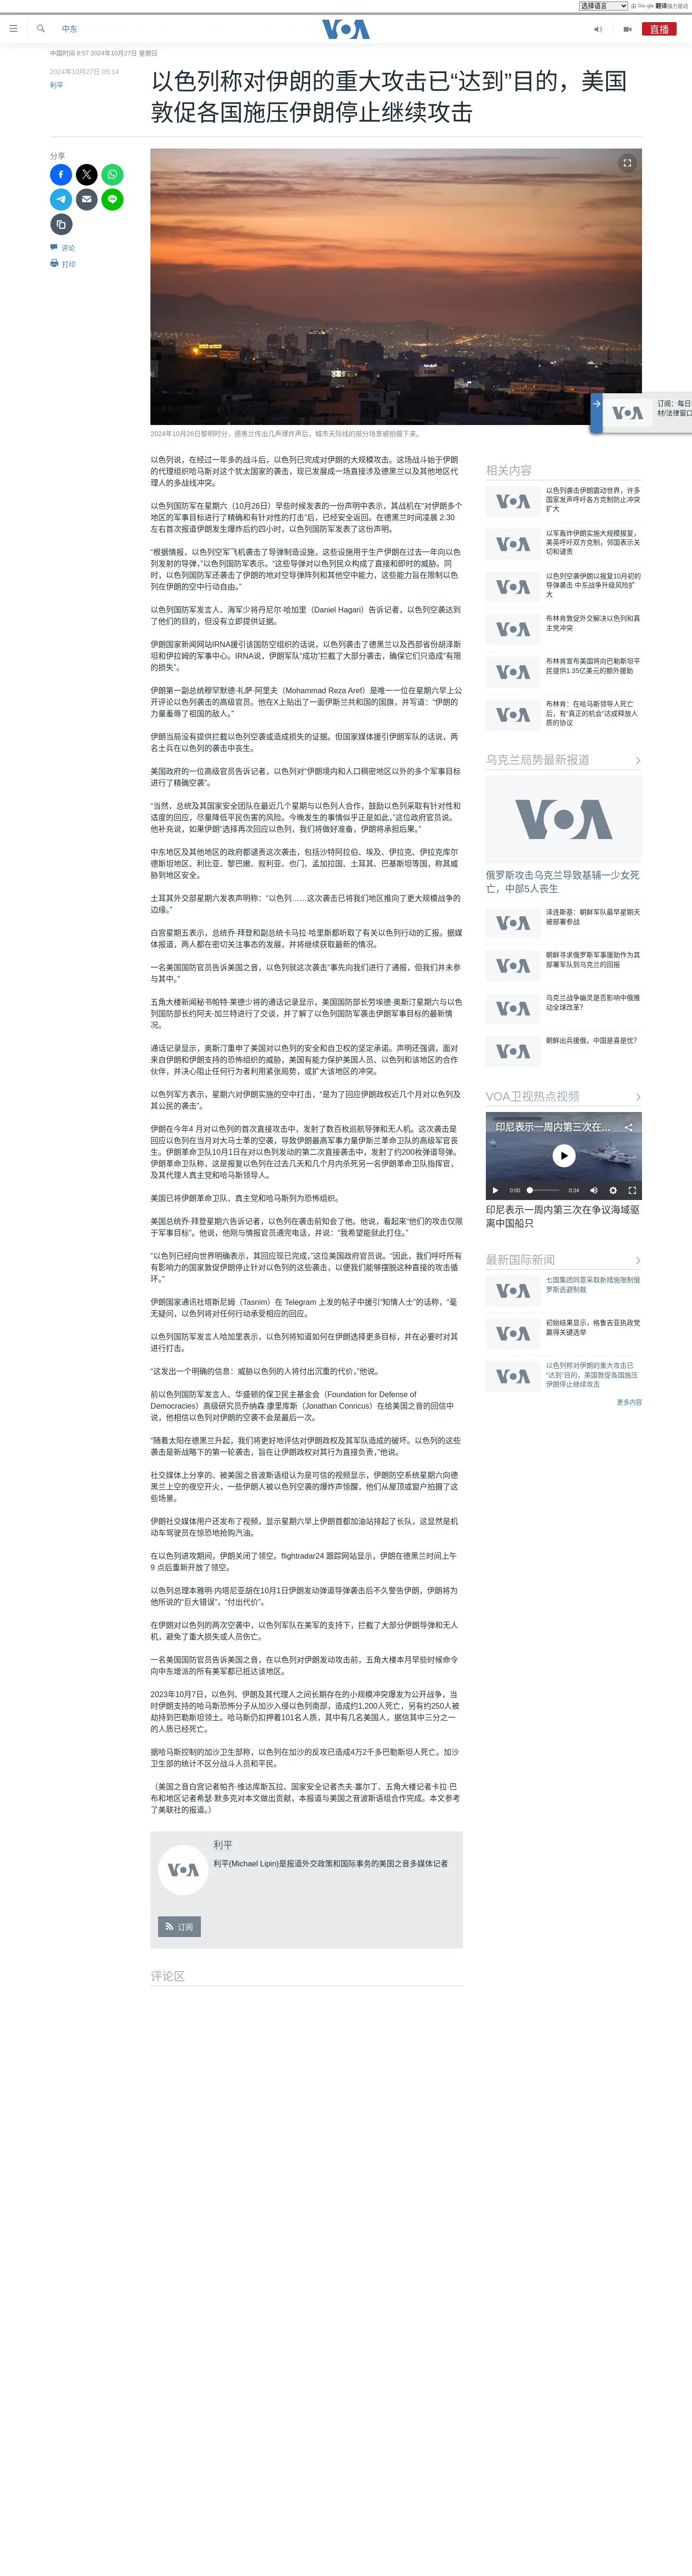 选择语言 由 Google 翻译强力驱动
中东
VOA
直播
中国时间 8:57 2024年10月27日 星期日
2024年10月27日 05:14
利平
以色列称对伊朗的重大攻击已“达到”目的，美国
敦促各国施压伊朗停止继续攻击
分享
评论
打印
2024年10月26日黎明时分，德黑兰传出几声爆炸声后，城市天际线的部分场景被拍摄下来。
订阅：每日
材/法律窗口
以色列说，在经过一年多的战斗后，以色列已完成对伊朗的大规模攻击。这场战斗始于伊朗
的代理组织哈马斯对这个犹太国家的袭击，现已发展成一场直接涉及德黑兰以及其他地区代
理人的多战线冲突。
以色列国防军在星期六（10月26日）早些时候发表的一份声明中表示，其战机在“对伊朗多个
地区的军事目标进行了精确和有针对性的打击”后，已经安全返回。在德黑兰时间凌晨 2:30
左右首次报道伊朗发生爆炸后约四小时，以色列国防军发表了这份声明。
“根据情报，以色列空军飞机袭击了导弹制造设施，这些设施用于生产伊朗在过去一年向以色
列发射的导弹，”以色列国防军表示。“这些导弹对以色列民众构成了直接和即时的威胁。同
时，以色列国防军还袭击了伊朗的地对空导弹阵列和其他空中能力，这些能力旨在限制以色
列在伊朗的空中行动自由。”
以色列国防军发言人、海军少将丹尼尔·哈加里（Daniel Hagari）告诉记者，以色列空袭达到
了他们的目的，但没有立即提供证据。
伊朗国家新闻网站IRNA援引该国防空组织的话说，以色列袭击了德黑兰以及西部省份胡泽斯
坦和伊拉姆的军事中心。IRNA说，伊朗军队“成功”拦截了大部分袭击，确保它们只造成“有限
的损失”。
伊朗第一副总统穆罕默德·礼萨·阿里夫（Mohammad Reza Aref）是唯一一位在星期六早上公
开评论以色列袭击的高级官员。他在X上贴出了一面伊斯兰共和国的国旗，并写道：“伊朗的
力量羞辱了祖国的敌人。”
伊朗当局没有提供拦截以色列空袭或造成损失的证据。但国家媒体援引伊朗军队的话说，两
名士兵在以色列的袭击中丧生。
美国政府的一位高级官员告诉记者，以色列对“伊朗境内和人口稠密地区以外的多个军事目标
进行了精确空袭”。
“当然，总统及其国家安全团队在最近几个星期与以色列人合作，鼓励以色列采取有针对性和
适度的回应，尽量降低平民伤害的风险。今晚发生的事情似乎正是如此，”这位政府官员说。
他补充说，如果伊朗“选择再次回应以色列，我们将做好准备，伊朗将承担后果。”
中东地区及其他地区的政府都谴责这次袭击，包括沙特阿拉伯、埃及、伊拉克、伊拉克库尔
德斯坦地区、利比亚、黎巴嫩、叙利亚、也门、孟加拉国、土耳其、巴基斯坦等国，称其威
胁到地区安全。
土耳其外交部星期六发表声明称：“以色列……这次袭击已将我们地区推向了更大规模战争的
边缘。”
白宫星期五表示，总统乔·拜登和副总统卡马拉·哈里斯都听取了有关以色列行动的汇报。据媒
体报道，两人都在密切关注事态的发展，并将继续获取最新的情况。
一名美国国防官员告诉美国之音，以色列就这次袭击“事先向我们进行了通报，但我们并未参
与其中。”
五角大楼新闻秘书帕特·莱德少将的通话记录显示，美国国防部长劳埃德·奥斯汀星期六与以色
列国防部长约阿夫·加兰特进行了交谈，并了解了以色列国防军袭击伊朗军事目标的最新情
况。
通话记录显示，奥斯汀重申了美国对以色列的安全和自卫权的坚定承诺。声明还强调，面对
来自伊朗和伊朗支持的恐怖组织的威胁，美国有能力保护美国人员、以色列和该地区的合作
伙伴，并决心阻止任何行为者利用紧张局势，或扩大该地区的冲突。
以色列军方表示，星期六对伊朗实施的空中打击，“是为了回应伊朗政权近几个月对以色列及
其公民的袭击”。
伊朗在今年4 月对以色列的首次直接攻击中，发射了数百枚巡航导弹和无人机。这次袭击是
回应以色列在当月对大马士革的空袭，导致伊朗最高军事力量伊斯兰革命卫队的高级军官丧
生。伊朗革命卫队10月1日在对以色列发动的第二次直接袭击中，发射了约200枚弹道导弹。
伊朗革命卫队称，这是报复以色列在过去几天和几个月内杀死另一名伊朗革命卫队指挥官，
及其代理人真主党和哈马斯领导人。
美国已将伊朗革命卫队、真主党和哈马斯列为恐怖组织。
美国总统乔·拜登星期六告诉记者，以色列在袭击前知会了他。他说，看起来“他们的攻击仅限
于军事目标”。他说，他刚与情报官员通完电话，并说：“我希望能就此打住。”
“以色列已经向世界明确表示，其回应现已完成，”这位美国政府官员说。“因此，我们呼吁所有
有影响力的国家敦促伊朗停止针对以色列的这些袭击，以便我们能够摆脱这种直接的攻击循
环。”
伊朗国家通讯社塔斯尼姆（Tasnim）在 Telegram 上发的帖子中援引“知情人士”的话称，“毫
无疑问，以色列将对任何行动承受相应的回应。
以色列国防军发言人哈加里表示，以色列将知道如何在伊朗选择更多目标，并在必要时对其
进行打击。
“这发出一个明确的信息：威胁以色列的人将付出沉重的代价，”他说。
前以色列国防军发言人、华盛顿的保卫民主基金会（Foundation for Defense of
Democracies）高级研究员乔纳森·康里库斯（Jonathan Conricus）在给美国之音的回信中
说，他相信以色列对伊朗的空袭不会是最后一次。
“随着太阳在德黑兰升起，我们将更好地评估对伊朗政权及其军队造成的破坏。以色列的这些
袭击是新战略下的第一轮袭击，旨在让伊朗政权对其行为直接负责，”他说。
社交媒体上分享的、被美国之音波斯语组认为是可信的视频显示，伊朗防空系统星期六向德
黑兰上空的夜空开火，一些伊朗人被以色列空袭的爆炸声惊醒，他们从屋顶或窗户拍摄了这
些场景。
伊朗社交媒体用户还发布了视频，显示星期六早上伊朗首都加油站排起了长队，这显然是机
动车驾驶员在惊恐地抢购汽油。
在以色列进攻期间，伊朗关闭了领空。flightradar24 跟踪网站显示，伊朗在德黑兰时间上午
9 点后重新开放了领空。
以色列总理本雅明·内塔尼亚胡在10月1日伊朗发动弹道导弹袭击后不久警告伊朗，伊朗将为
他所说的“巨大错误”，“付出代价”。
在伊朗对以色列的两次空袭中，以色列军队在美军的支持下，拦截了大部分伊朗导弹和无人
机，避免了重大损失或人员伤亡。
一名美国国防官员告诉美国之音，在以色列对伊朗发动攻击前，五角大楼本月早些时候命令
向中东增派的所有美军都已抵达该地区。
2023年10月7日，以色列、伊朗及其代理人之间长期存在的小规模冲突爆发为公开战争，当
时伊朗支持的哈马斯恐怖分子从加沙入侵以色列南部，造成约1,200人死亡，另有约250人被
劫持到巴勒斯坦领土。哈马斯仍扣押着101名人质，其中有几名美国人，据信其中三分之一
的人质已经死亡。
据哈马斯控制的加沙卫生部称，以色列在加沙的反攻已造成4万2千多巴勒斯坦人死亡。加沙
卫生部的统计不区分战斗人员和平民。
（美国之音白宫记者帕齐·维达库斯瓦拉、国家安全记者杰夫·塞尔丁、五角大楼记者卡拉·巴
布和地区记者希瑟·默多克对本文做出贡献，本报道与美国之音波斯语组合作完成。本文参考
了美联社的报道。）
利平
利平(Michael Lipin)是报道外交政策和国际事务的美国之音多媒体记者
订阅
评论区
相关内容
以色列袭击伊朗震动世界，许多
国家发声呼吁各方克制防止冲突
扩大
以军轰炸伊朗实施大规模报复，
美英呼吁双方克制，邻国表示关
切和谴责
以色列空袭伊朗以报复10月初的
导弹袭击 中东战争升级风险扩
大
布林肯敦促外交解决以色列和真
主党冲突
布林肯宣布美国将向巴勒斯坦平
民提供1.35亿美元的额外援助
布林肯：在哈马斯领导人死亡
后，有“真正的机会”达成释放人
质的协议
乌克兰局势最新报道
俄罗斯攻击乌克兰导致基辅一少女死
亡，中部5人丧生
泽连斯基：朝鲜军队最早星期天
被部署参战
朝鲜寻求俄罗斯军事援助作为其
部署军队到乌克兰的回报
乌克兰战争幽灵是否影响中俄推
动全球改革?
朝鲜出兵援俄，中国是喜是忧?
VOA卫视热点视频
印尼表示一周内第三次在...
0:00 0:34
印尼表示一周内第三次在争议海域驱
离中国船只
最新国际新闻
七国集团同意采取新措施限制俄
罗斯逃避制裁
初始结果显示，格鲁吉亚执政党
赢得关键选举
以色列称对伊朗的重大攻击已
“达到”目的，美国敦促各国施压
伊朗停止继续攻击
更多内容